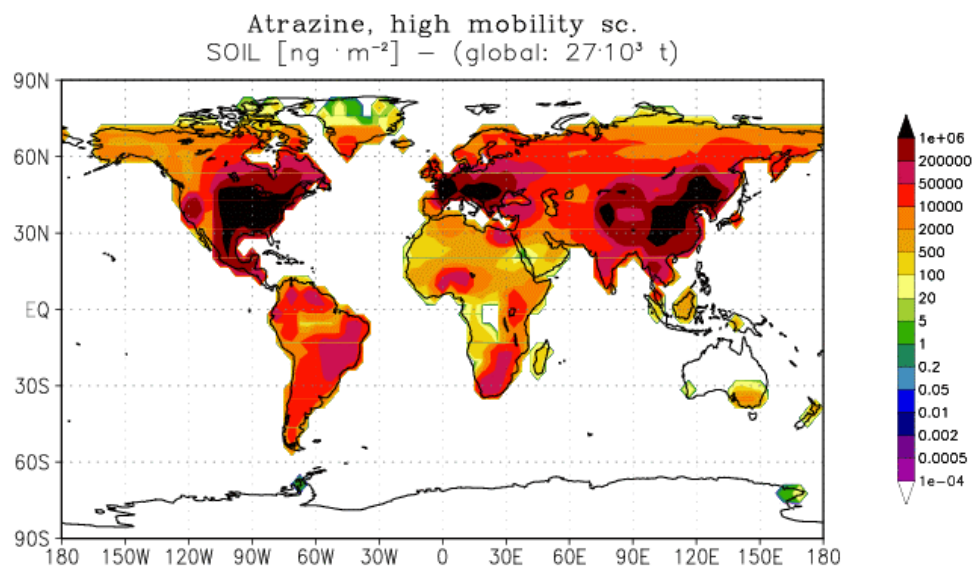 Atrazine, high mobility sc.
SOIL [ng · m⁻²] – (global: 27·10³ t)
90N
60N
30N
EQ
30S
60S
90S
180 150W 120W 90W 60W 30W 0 30E 60E 90E 120E 150E 180
1e+06
200000
50000
10000
2000
500
100
20
5
1
0.2
0.05
0.01
0.002
0.0005
1e-04